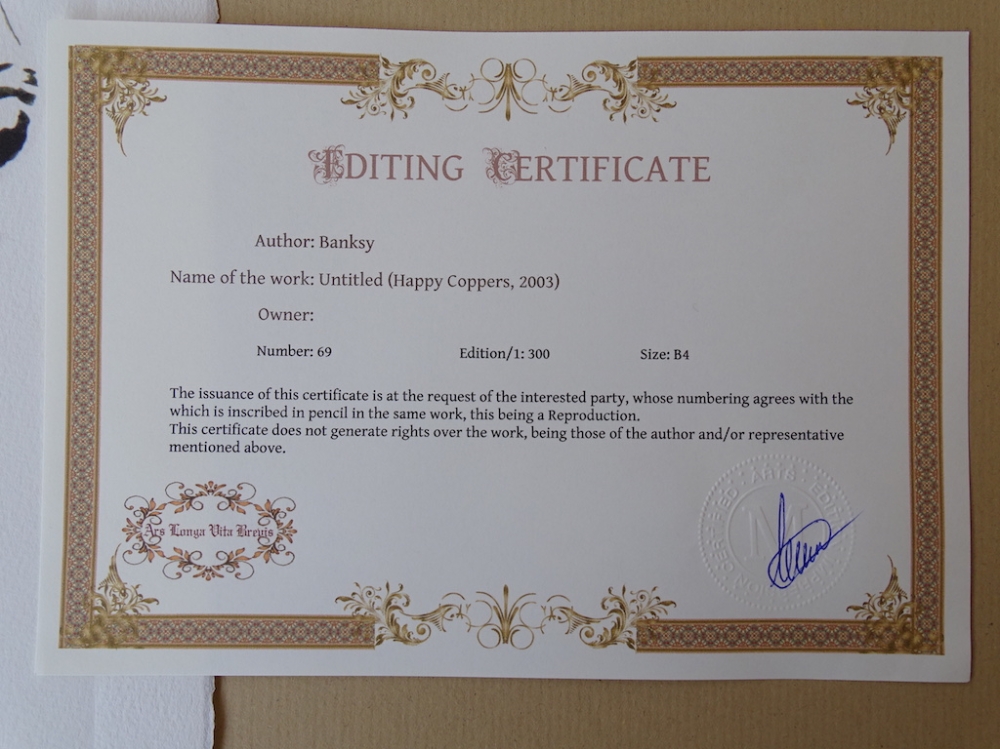 EDITING CERTIFICATE
Author: Banksy
Name of the work: Untitled (Happy Coppers, 2003)
Owner:
Number: 69 Edition/1: 300 Size: B4
The issuance of this certificate is at the request of the interested party, whose numbering agrees with the
which is inscribed in pencil in the same work, this being a Reproduction.
This certificate does not generate rights over the work, being those of the author and/or representative
mentioned above.
Ars Longa Vita Brevis
ARTS